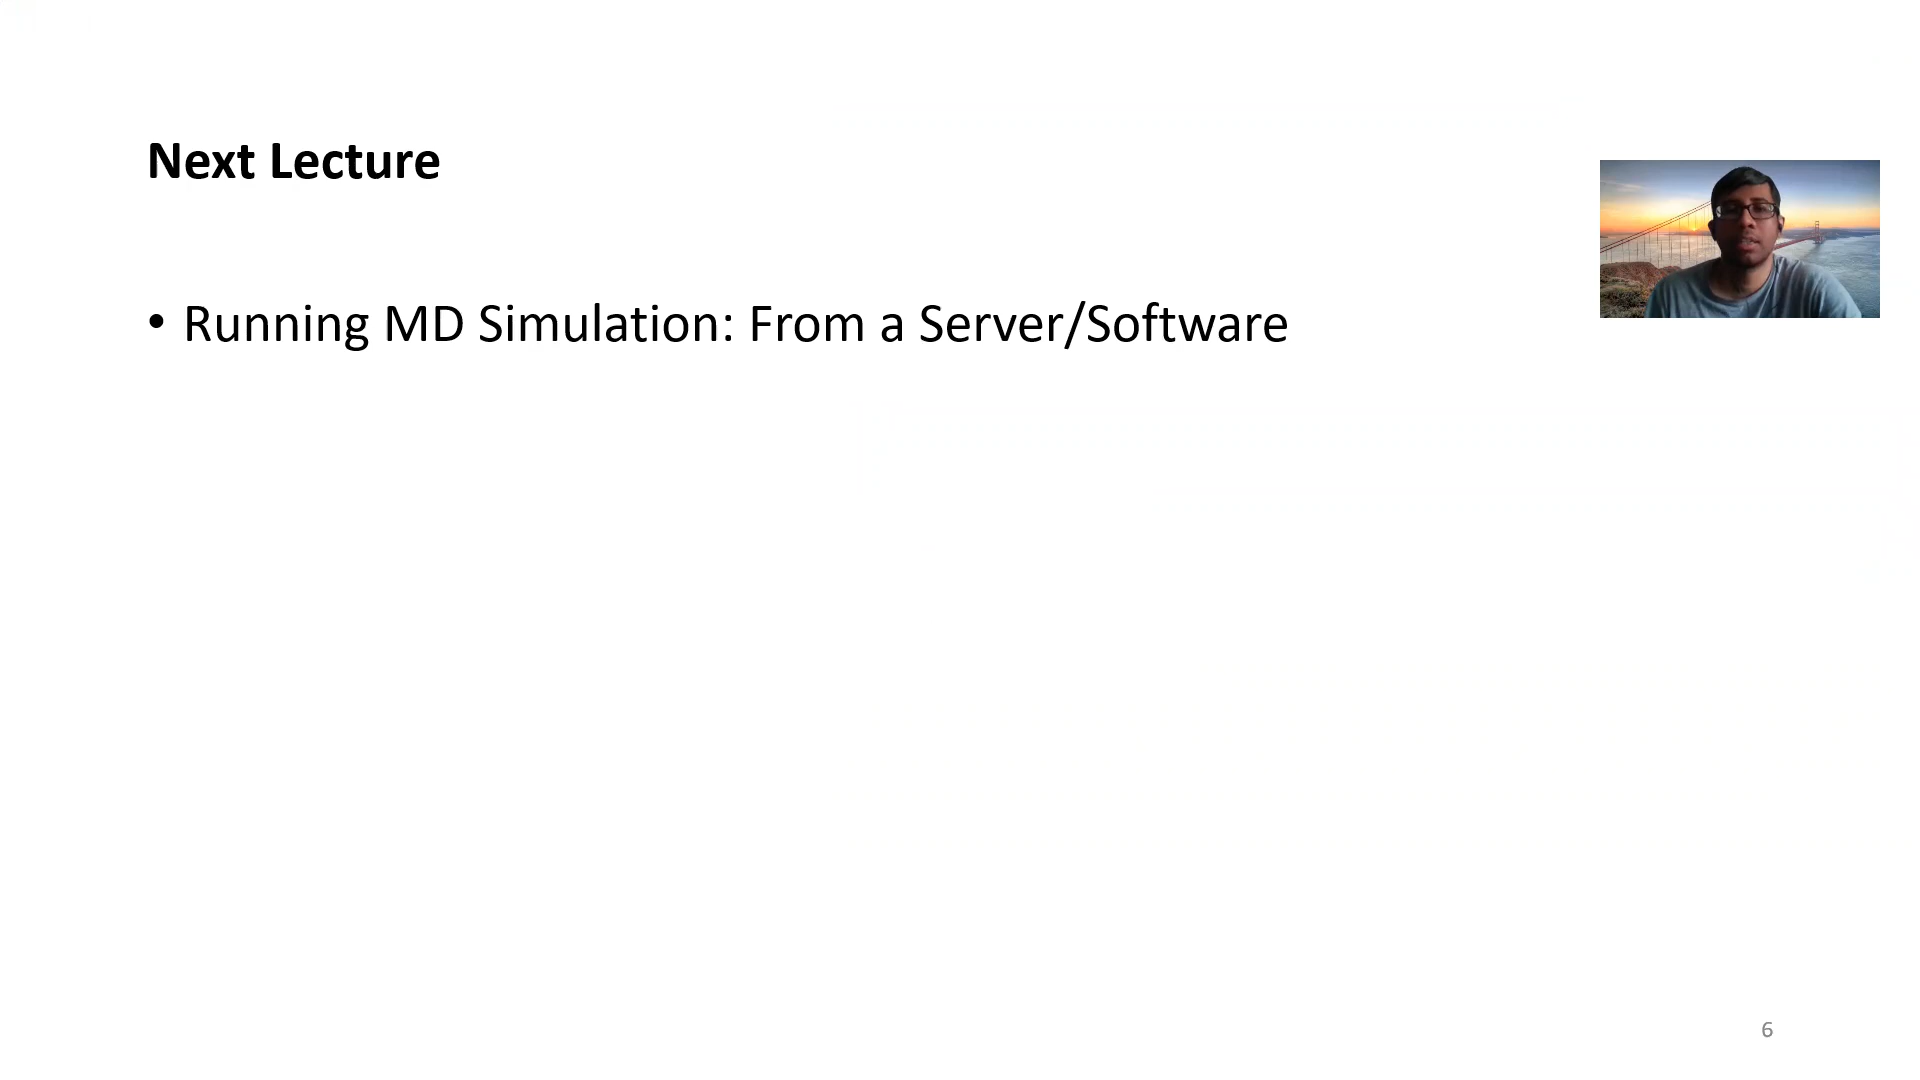 Next Lecture
• Running MD Simulation: From a Server/Software
6